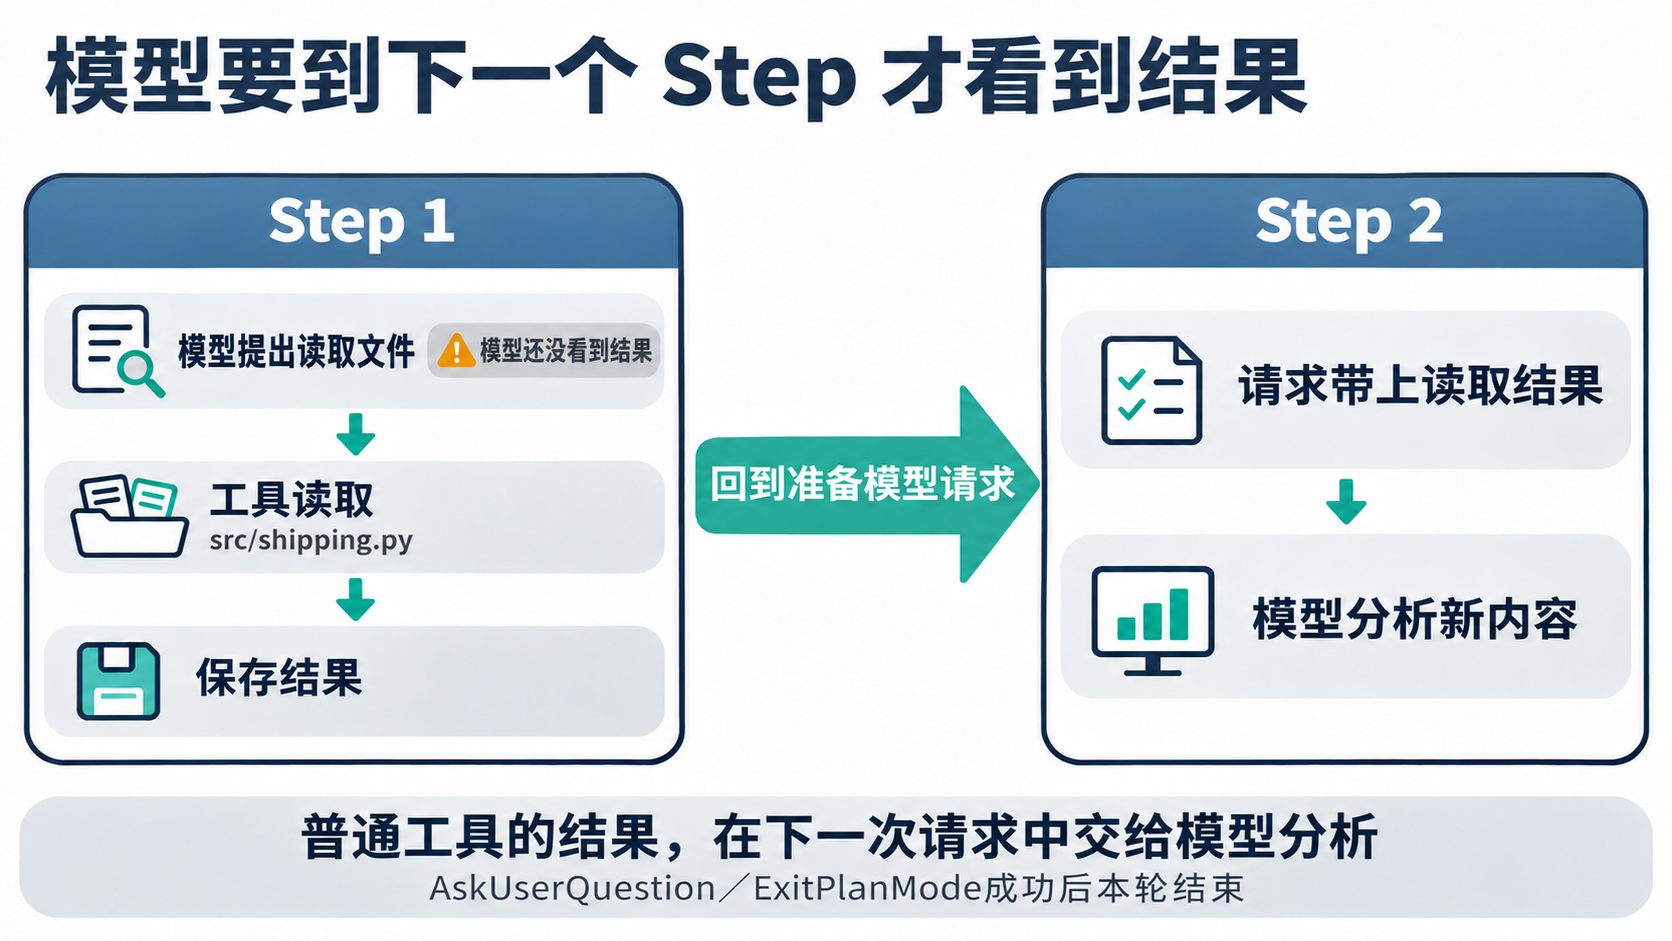 模型要到下一个 Step 才看到结果
Step 1
模型提出读取文件
模型还没看到结果
工具读取
src/shipping.py
保存结果
回到准备模型请求
Step 2
请求带上读取结果
模型分析新内容
普通工具的结果，在下一次请求中交给模型分析
AskUserQuestion／ExitPlanMode成功后本轮结束